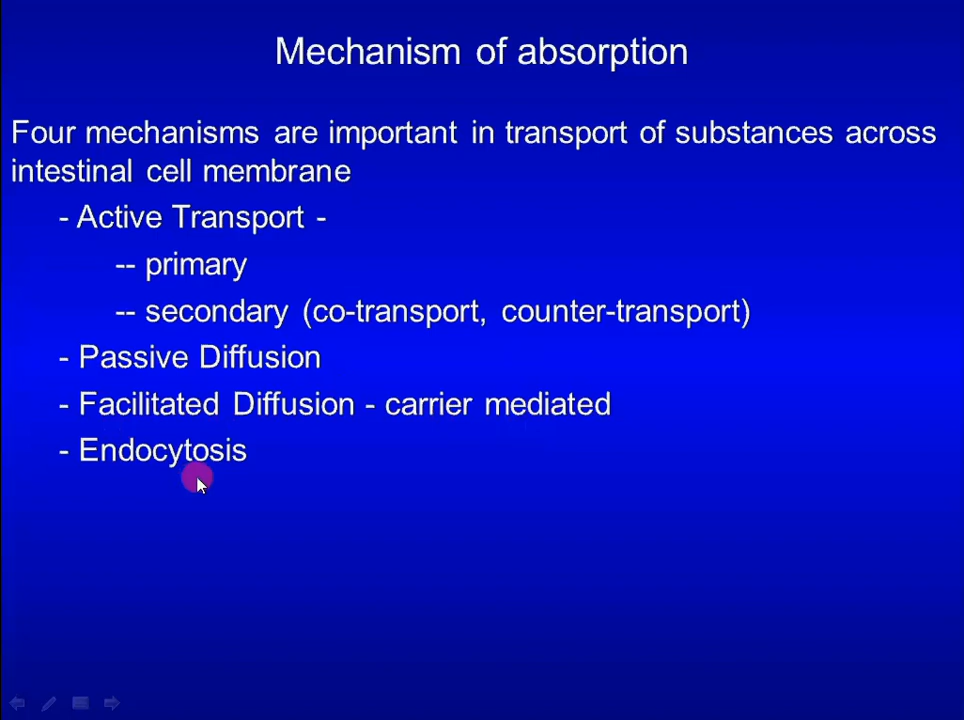 Mechanism of absorption
Four mechanisms are important in transport of substances across
intestinal cell membrane
- Active Transport -
-- primary
-- secondary (co-transport, counter-transport)
- Passive Diffusion
- Facilitated Diffusion - carrier mediated
- Endocytosis